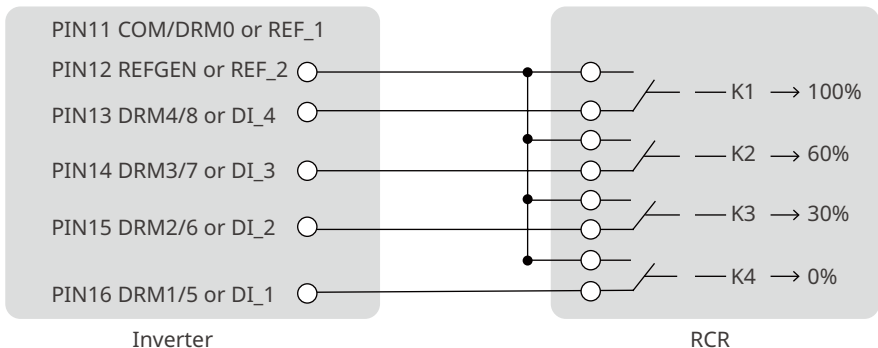 PIN11 COM/DRM0 or REF_1
PIN12 REFGEN or REF_2
PIN13 DRM4/8 or DI_4
PIN14 DRM3/7 or DI_3
PIN15 DRM2/6 or DI_2
PIN16 DRM1/5 or DI_1
K1 → 100%
K2 → 60%
K3 → 30%
K4 → 0%
Inverter
RCR